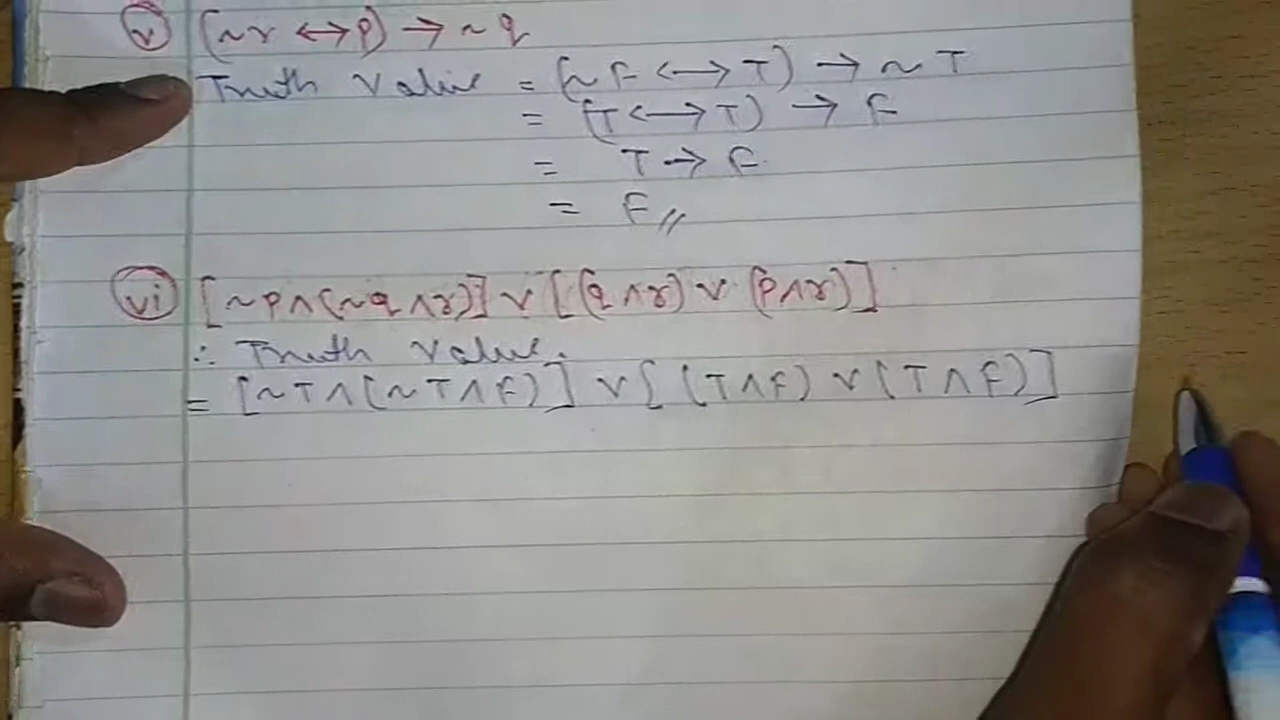 (v) (~r ↔ p) → ~q
Truth Value = (~F ↔ T) → ~T
= (T ↔ T) → F
= T → F
= F //
(vi) [~p∧(~q∧r)] ∨ [(q∧r) ∨ (p∧r)]
∴ Truth Value.
= [~T∧(~T∧F)] ∨ [(T∧F) ∨ (T∧F)]